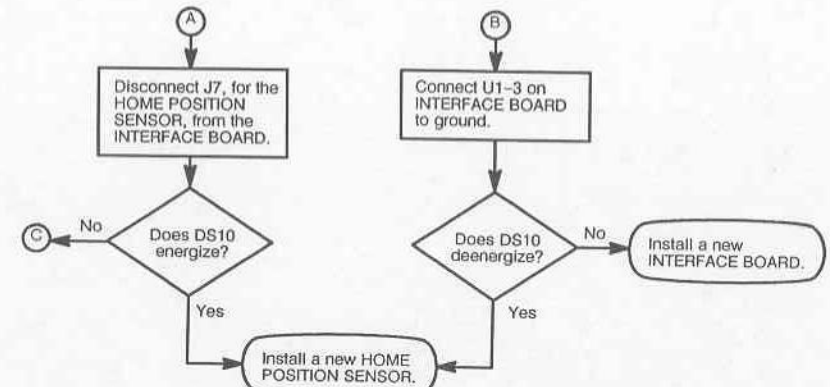 A
B
Disconnect J7, for the
HOME POSITION
SENSOR, from the
INTERFACE BOARD.
Connect U1-3 on
INTERFACE BOARD
to ground.
C
No
Does DS10
energize?
Does DS10
deenergize?
No
Install a new
INTERFACE BOARD.
Yes
Yes
Install a new HOME
POSITION SENSOR.